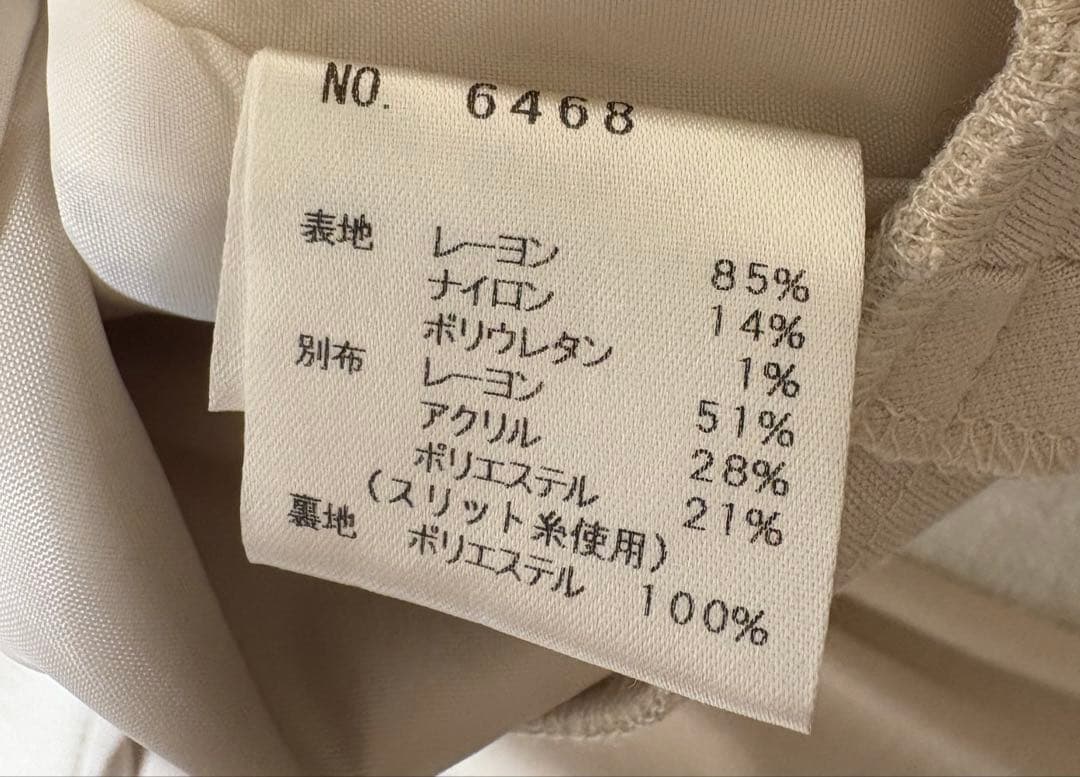 NO. 6468
表地 レーヨン 85%
ナイロン 14%
ポリウレタン 1%
別布 レーヨン 51%
アクリル 28%
ポリエステル 21%
(スリット糸使用)
裏地 ポリエステル 100%